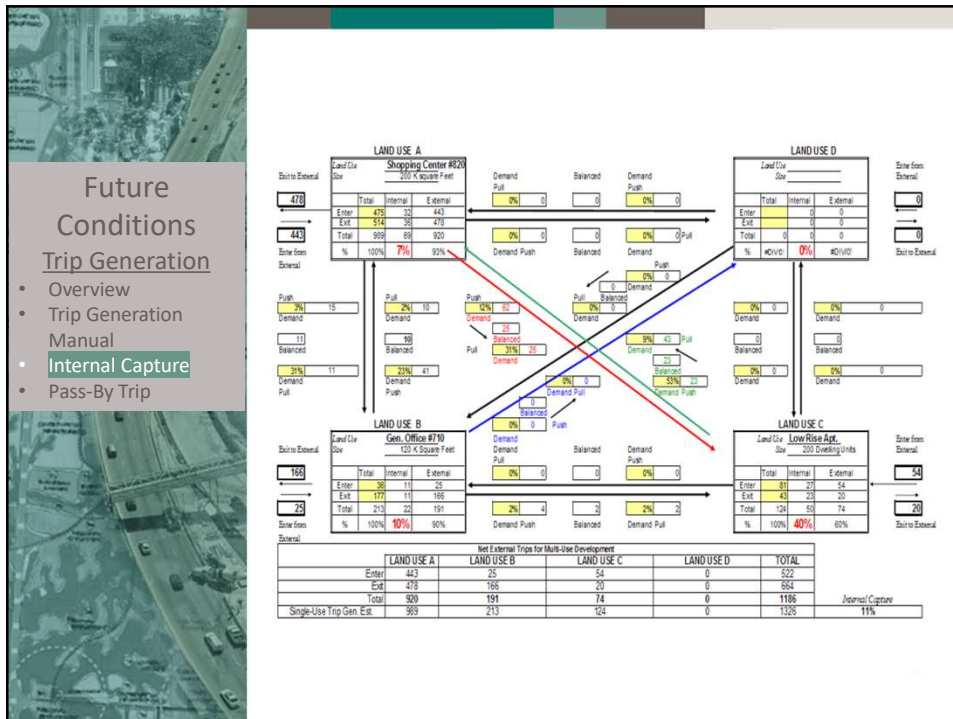 Future
Conditions
Trip Generation
• Overview
• Trip Generation
Manual
• Internal Capture
• Pass-By Trip
LAND USE A
Land Use Shopping Center #820
Size 200 K square Feet
Total Internal External
Enter 475 32 443
Exit 514 36 478
Total 989 69 920
% 100% 7% 93%
Exit to External
478
443
Enter from
External
Demand
Pull
Balanced
Demand
Push
0% 0 0 0% 0
0% 0 0 0% 0 Pull
Demand Push Balanced Demand
LAND USE D
Land Use
Size
Total Internal External
Enter 0 0
Exit 0 0
Total 0 0 0
% #DIV/0! 0% #DIV/0!
Enter from
External
0
0
Exit to External
Push
3% 15
Demand
11
Balanced
31% 11
Demand
Pull
Pull
2% 10
Demand
10
Balanced
23% 41
Demand
Push
Push
12% 62
Demand
25
Balanced
Pull 31% 25
Demand
Push
0% 0
Demand
0
Balanced
Pull
0% 0
Demand
9% 43 Pull
Demand
23
Balanced
53% 23
Demand Push
0% 0
Demand Pull
0
Balanced
0% 0 Push
Demand
0% 0
Demand
0
Balanced
0% 0
Demand
0% 0
Demand
0
Balanced
0% 0
Demand
LAND USE B
Land Use Gen. Office #710
Size 120 K Square Feet
Total Internal External
Enter 36 11 25
Exit 177 11 166
Total 213 22 191
% 100% 10% 90%
Exit to External
166
25
Enter from
External
Demand
Pull
Balanced
Demand
Push
0% 0 0 0% 0
2% 4 2 2% 2
Demand Push Balanced Demand Pull
LAND USE C
Land Use Low Rise Apt.
Size 200 Dwelling Units
Total Internal External
Enter 81 27 54
Exit 43 23 20
Total 124 50 74
% 100% 40% 60%
Enter from
External
54
20
Exit to External
Net External Trips for Multi-Use Development
LAND USE A LAND USE B LAND USE C LAND USE D TOTAL
Enter 443 25 54 0 522
Exit 478 166 20 0 664
Total 920 191 74 0 1186 Internal Capture
Single-Use Trip Gen. Est. 989 213 124 0 1326 11%